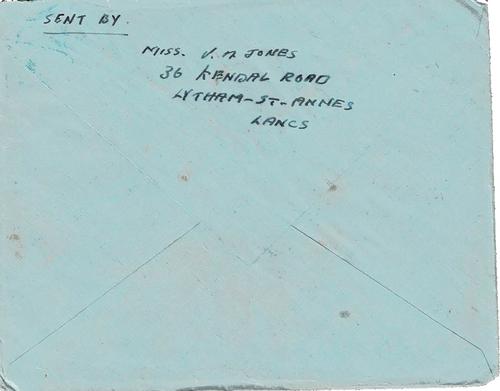 SENT BY.
MISS. V. M JONES
36 KENDAL ROAD
LYTHAM-ST-ANNES
LANCS